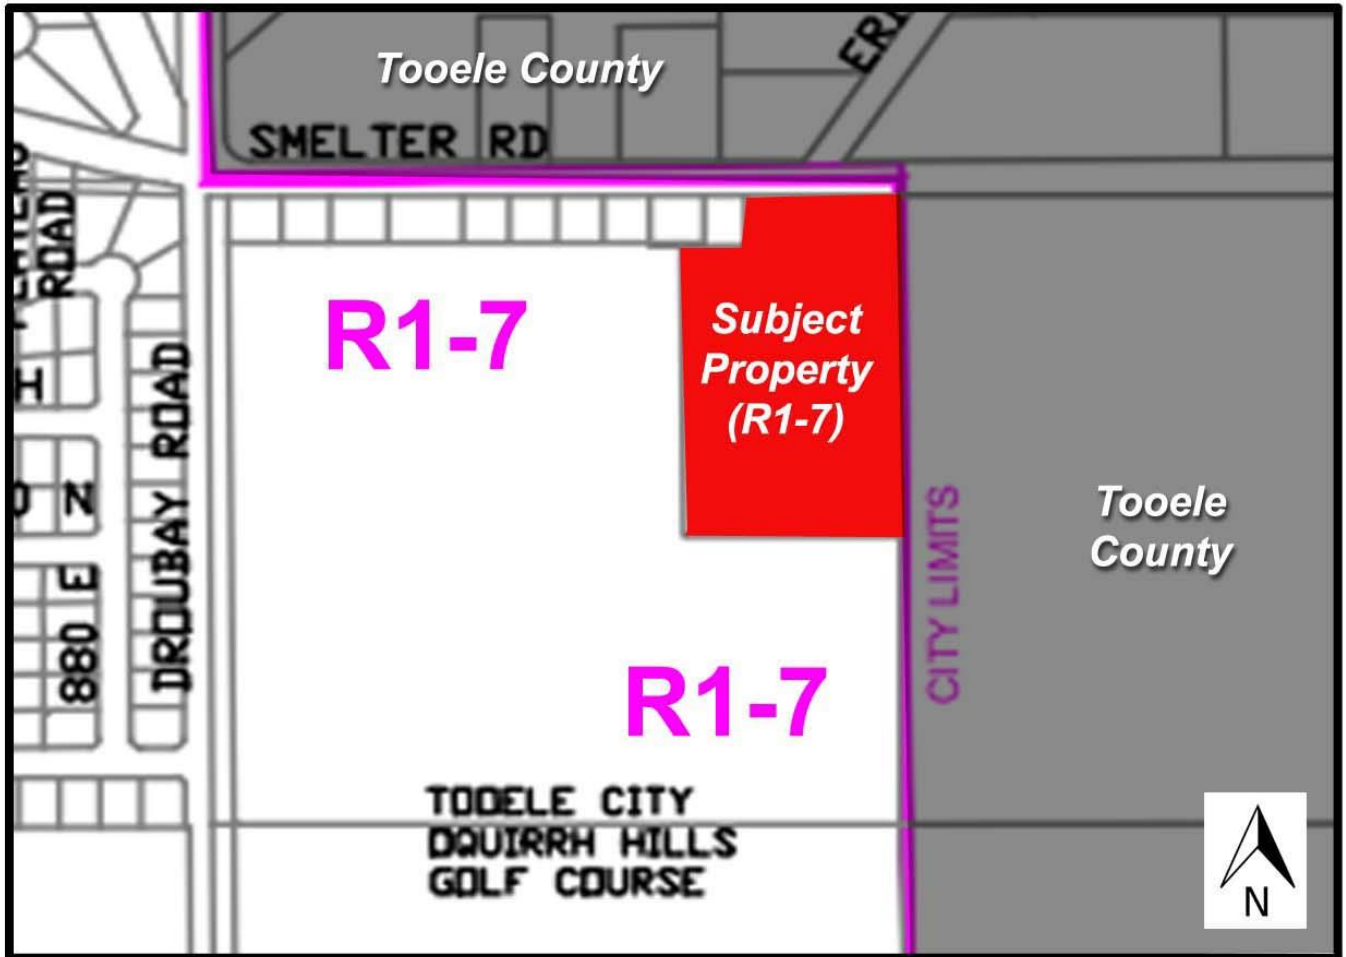 Tooele County
SMELTER RD
ROAD
R1-7
Subject
Property
(R1-7)
DROUBAY ROAD
880 E
CITY LIMITS
Tooele
County
R1-7
TOOELE CITY
OQUIRRH HILLS
GOLF COURSE
N